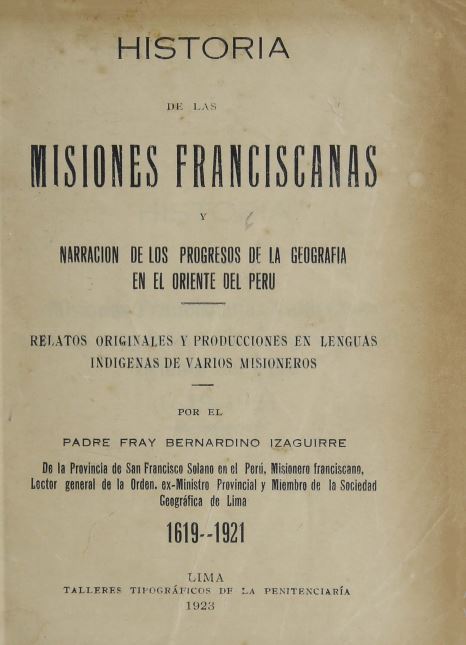 HISTORIA
DE LAS
MISIONES FRANCISCANAS
Y
NARRACION DE LOS PROGRESOS DE LA GEOGRAFIA
EN EL ORIENTE DEL PERU
RELATOS ORIGINALES Y PRODUCCIONES EN LENGUAS
INDIGENAS DE VARIOS MISIONEROS
POR EL
PADRE FRAY BERNARDINO IZAGUIRRE
De la Provincia de San Francisco Solano en el Perú, Misionero franciscano,
Lector general de la Orden. ex-Ministro Provincial y Miembro de la Sociedad
Geográfica de Lima
1619--1921
LIMA
TALLERES TIPOGRÁFICOS DE LA PENITENCIARÍA
1923